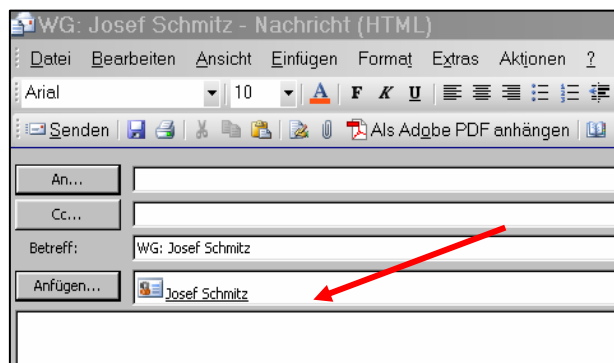 WG: Josef Schmitz - Nachricht (HTML)
Datei Bearbeiten Ansicht Einfügen Format Extras Aktionen ?
Arial 10 A F K U
Senden Als Adobe PDF anhängen
An...
Cc...
Betreff: WG: Josef Schmitz
Anfügen... Josef Schmitz